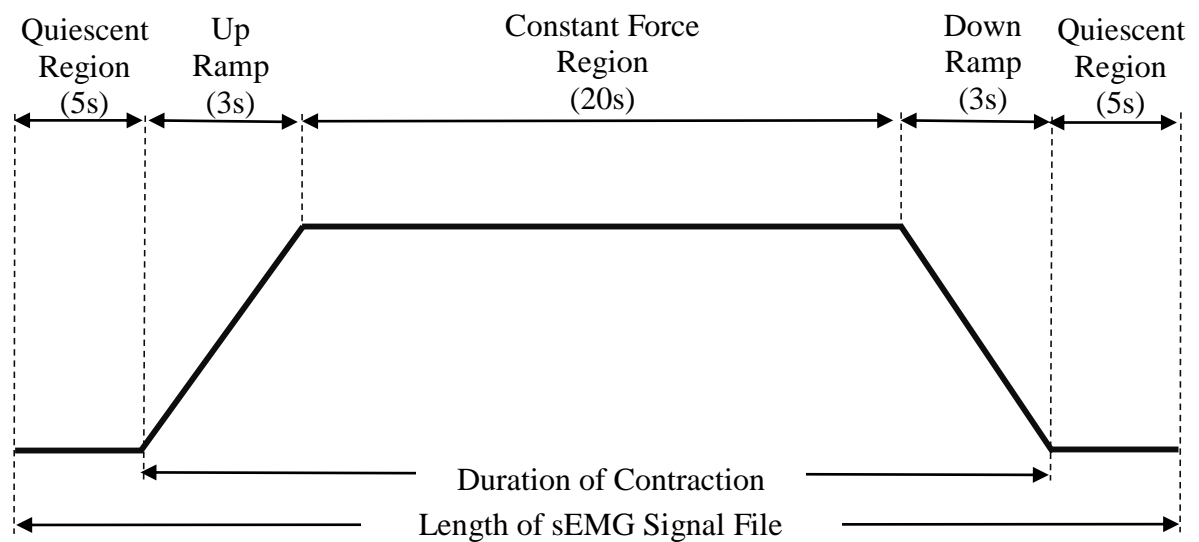 Quiescent
Region
(5s)
Up
Ramp
(3s)
Constant Force
Region
(20s)
Down
Ramp
(3s)
Quiescent
Region
(5s)
Duration of Contraction
Length of sEMG Signal File